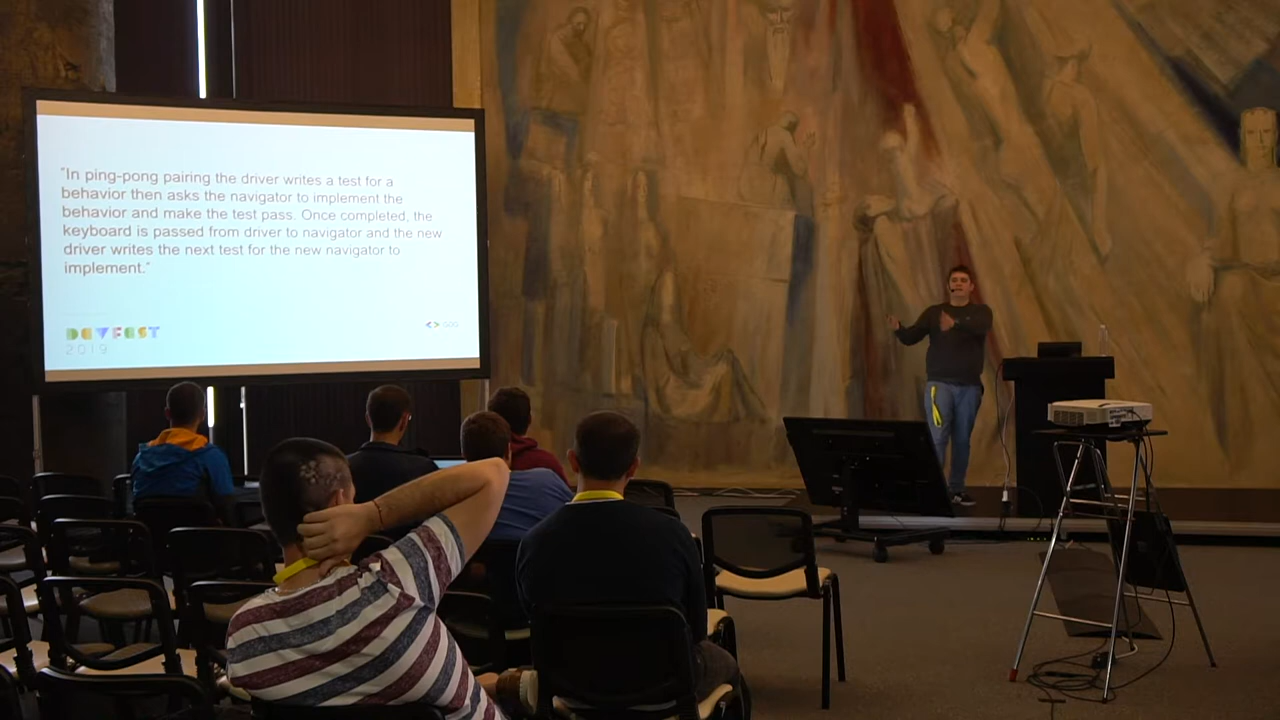 "In ping-pong pairing the driver writes a test for a
behavior then asks the navigator to implement the
behavior and make the test pass. Once completed, the
keyboard is passed from driver to navigator and the new
driver writes the next test for the new navigator to
implement."
DEVFEST
2019
GDG